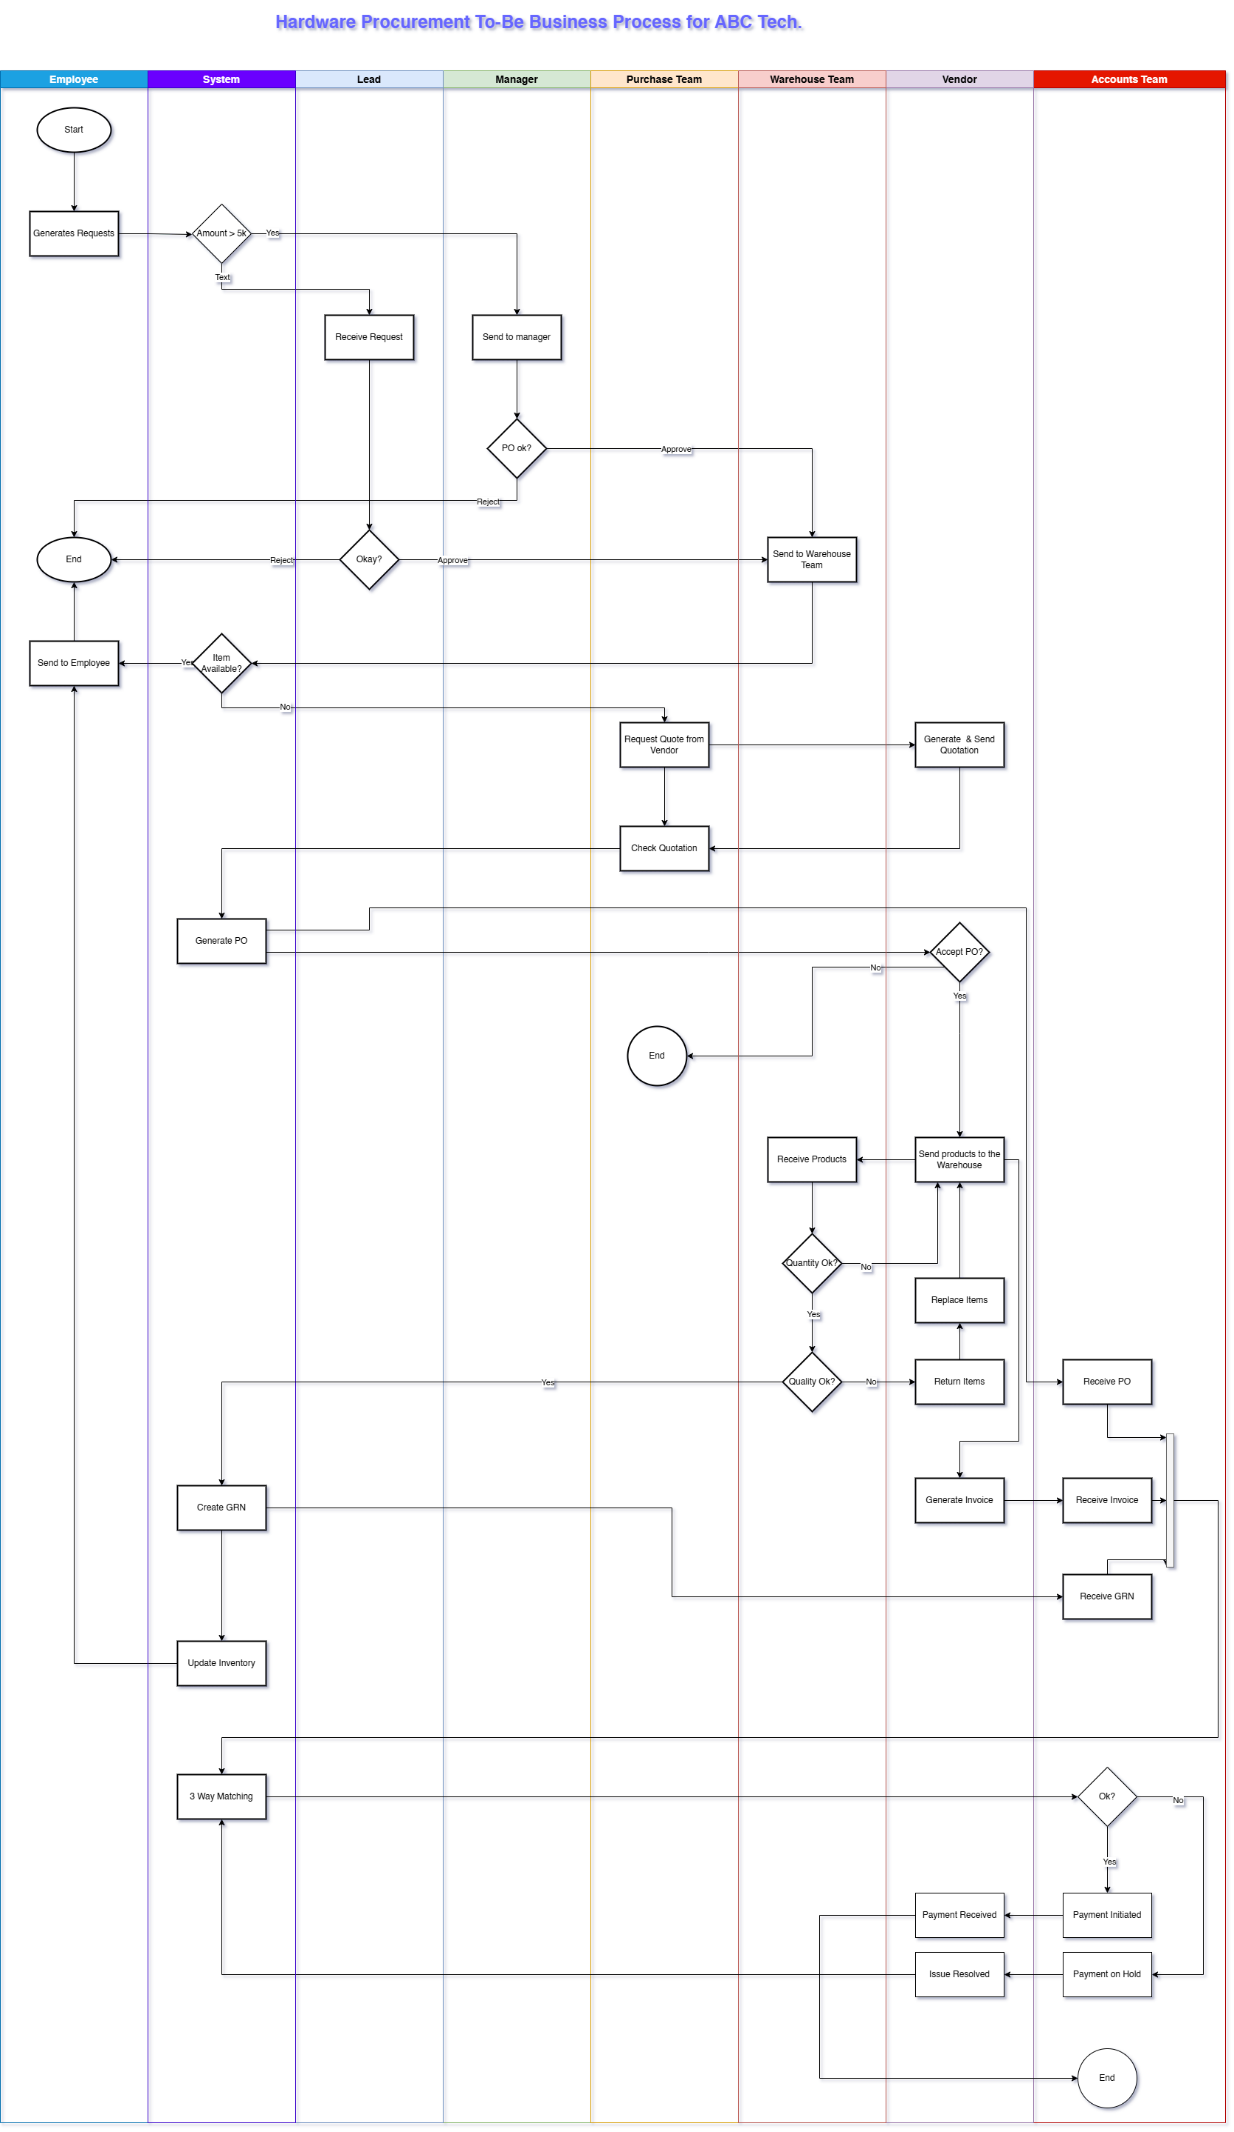 Hardware Procurement To-Be Business Process for ABC Tech.
Employee
System
Lead
Manager
Purchase Team
Warehouse Team
Vendor
Accounts Team
Start
Generates Requests
Amount > 5k
Yes
Text
Receive Request
Send to manager
PO ok?
Approve
Reject
End
Reject
Okay?
Approve
Send to Warehouse
Team
Send to Employee
Yes
Item
Available?
No
Request Quote from
Vendor
Generate & Send
Quotation
Check Quotation
Generate PO
Accept PO?
No
Yes
End
Receive Products
Send products to the
Warehouse
Quantity Ok?
No
Replace Items
Yes
Yes
Quality Ok?
No
Return Items
Receive PO
Create GRN
Generate Invoice
Receive Invoice
Receive GRN
Update Inventory
3 Way Matching
Ok?
No
Yes
Payment Received
Payment Initiated
Issue Resolved
Payment on Hold
End